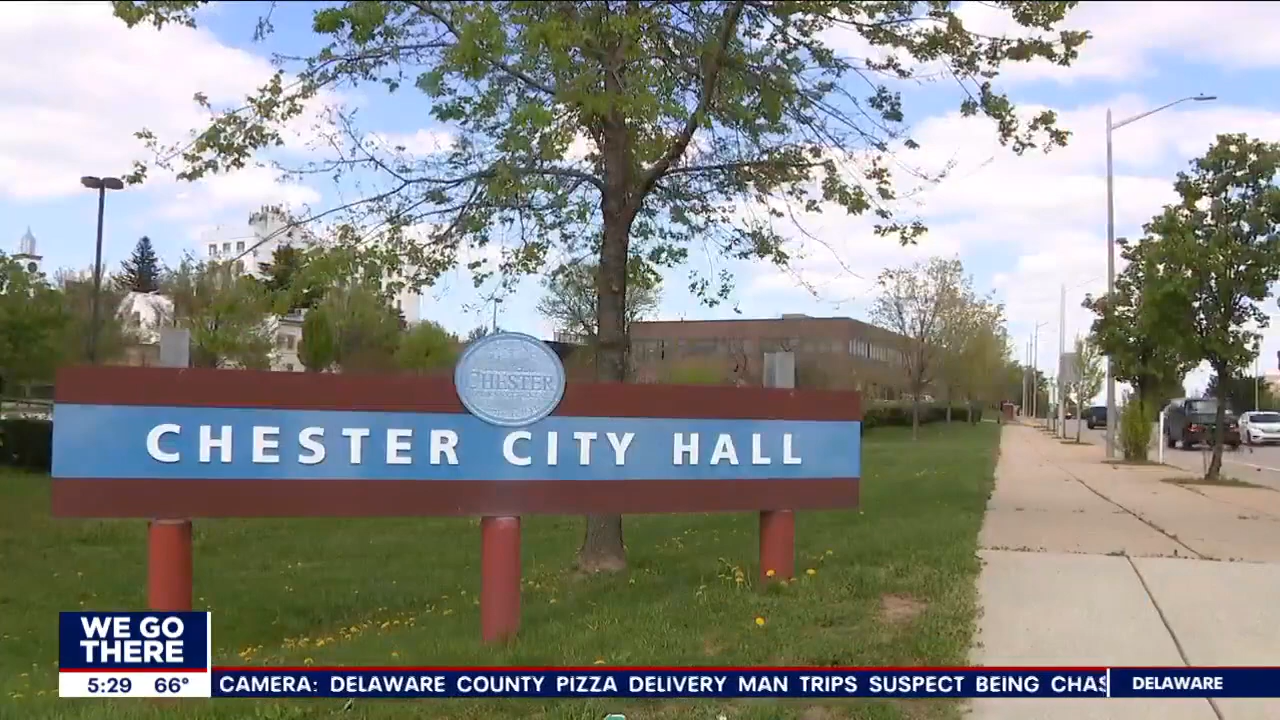 CHESTER
CHESTER CITY HALL
WE GO
THERE
5:29 66°
CAMERA: DELAWARE COUNTY PIZZA DELIVERY MAN TRIPS SUSPECT BEING CHAS
DELAWARE